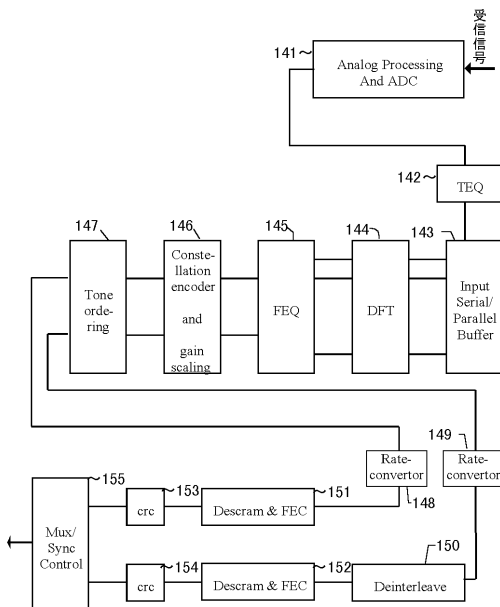 受信信号
141
Analog Processing
And ADC
142
TEQ
147
146
145
144
143
Tone
orde-
ring
Conste-
llation
encoder
and
gain
scaling
FEQ
DFT
Input
Serial/
Parallel
Buffer
149
Rate-
convertor
148
Rate-
convertor
155
153
151
Mux/
Sync
Control
crc
Descram & FEC
154
152
150
crc
Descram & FEC
Deinterleave